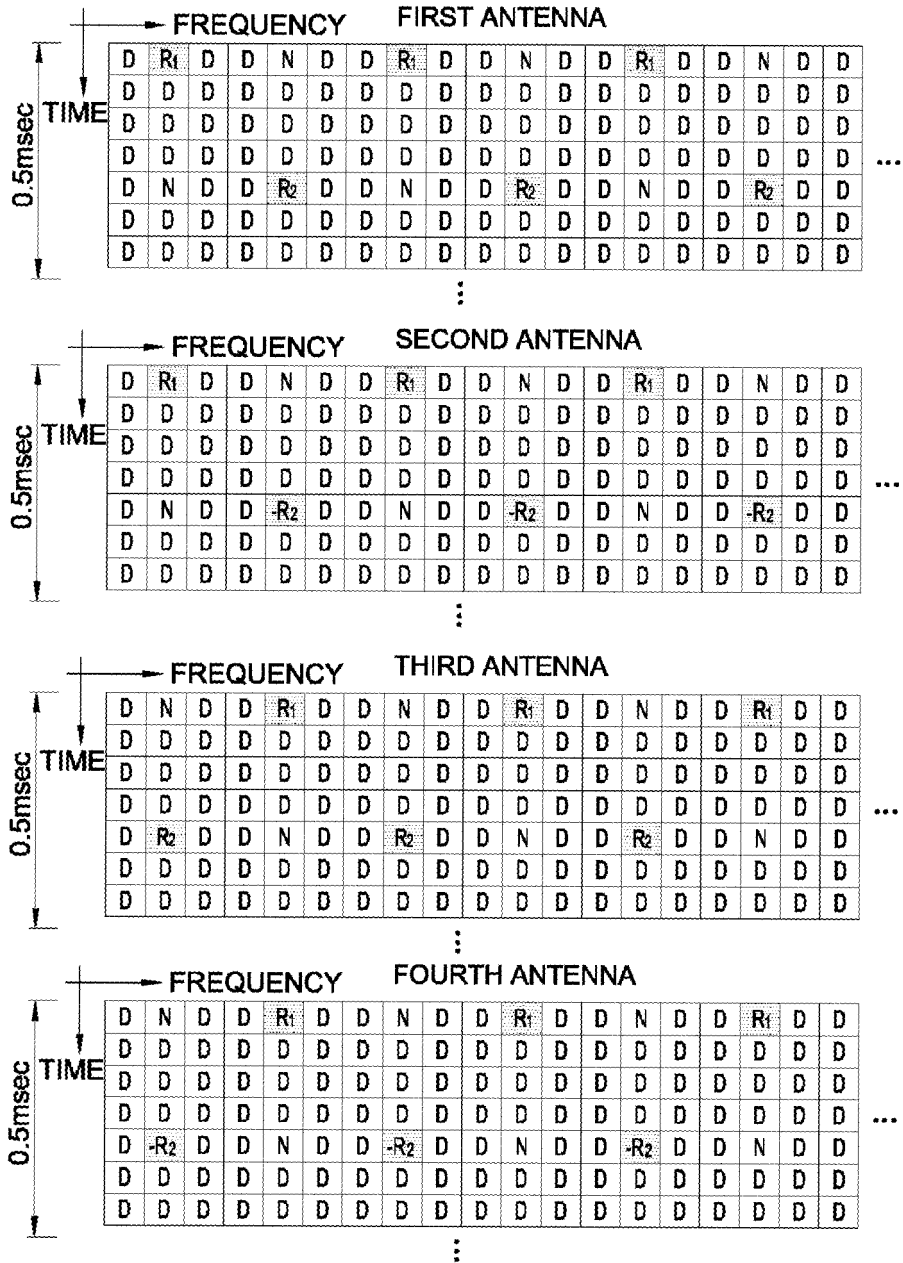 FREQUENCY FIRST ANTENNA
TIME
0.5msec
D R1 D D N D D R1 D D N D D R1 D D N D D
D D D D D D D D D D D D D D D D D D D
D D D D D D D D D D D D D D D D D D D
D D D D D D D D D D D D D D D D D D D
...
D N D D R2 D D N D D R2 D D N D D R2 D D
D D D D D D D D D D D D D D D D D D D
D D D D D D D D D D D D D D D D D D D
...
FREQUENCY SECOND ANTENNA
TIME
0.5msec
D R1 D D N D D R1 D D N D D R1 D D N D D
D D D D D D D D D D D D D D D D D D D
D D D D D D D D D D D D D D D D D D D
D D D D D D D D D D D D D D D D D D D
...
D N D D -R2 D D N D D -R2 D D N D D -R2 D D
D D D D D D D D D D D D D D D D D D D
D D D D D D D D D D D D D D D D D D D
...
FREQUENCY THIRD ANTENNA
TIME
0.5msec
D N D D R1 D D N D D R1 D D N D D R1 D D
D D D D D D D D D D D D D D D D D D D
D D D D D D D D D D D D D D D D D D D
D D D D D D D D D D D D D D D D D D D
...
D R2 D D N D D R2 D D N D D R2 D D N D D
D D D D D D D D D D D D D D D D D D D
D D D D D D D D D D D D D D D D D D D
...
FREQUENCY FOURTH ANTENNA
TIME
0.5msec
D N D D R1 D D N D D R1 D D N D D R1 D D
D D D D D D D D D D D D D D D D D D D
D D D D D D D D D D D D D D D D D D D
D D D D D D D D D D D D D D D D D D D
...
D -R2 D D N D D -R2 D D N D D -R2 D D N D D
D D D D D D D D D D D D D D D D D D D
D D D D D D D D D D D D D D D D D D D
...